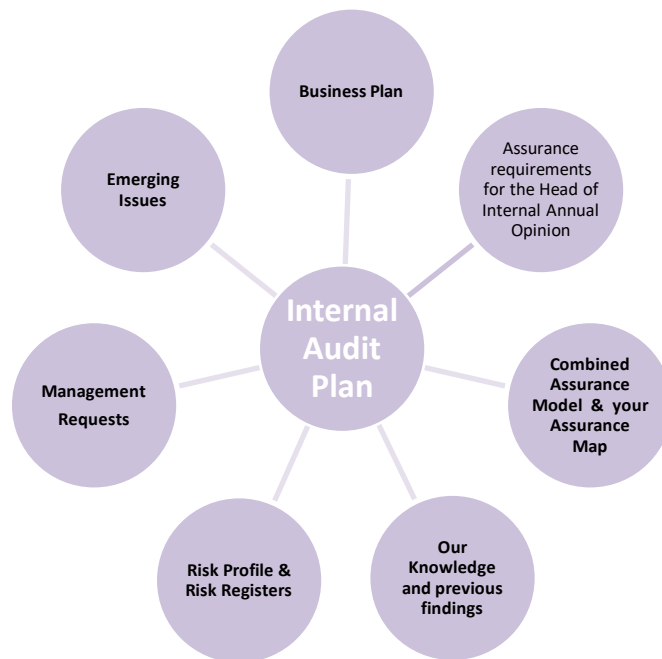 Business Plan
Assurance
requirements
for the Head of
Internal Annual
Opinion
Emerging
Issues
Internal
Audit
Plan
Combined
Assurance
Model & your
Assurance
Map
Management
Requests
Our
Knowledge
and previous
findings
Risk Profile &
Risk Registers